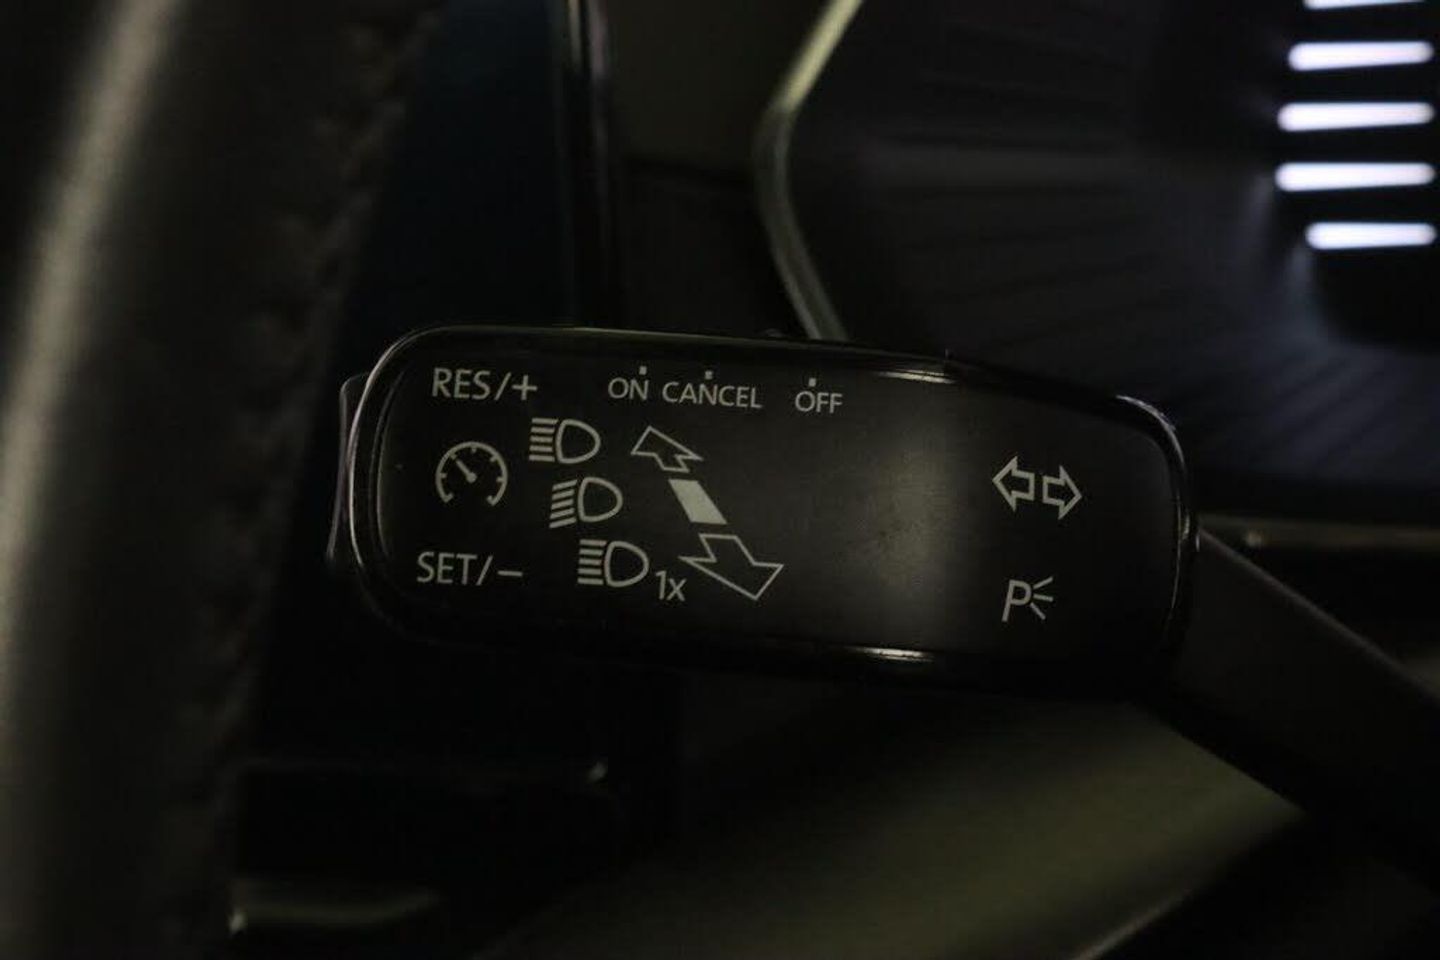 RES/+ ON CANCEL OFF
SET/− 1x
P